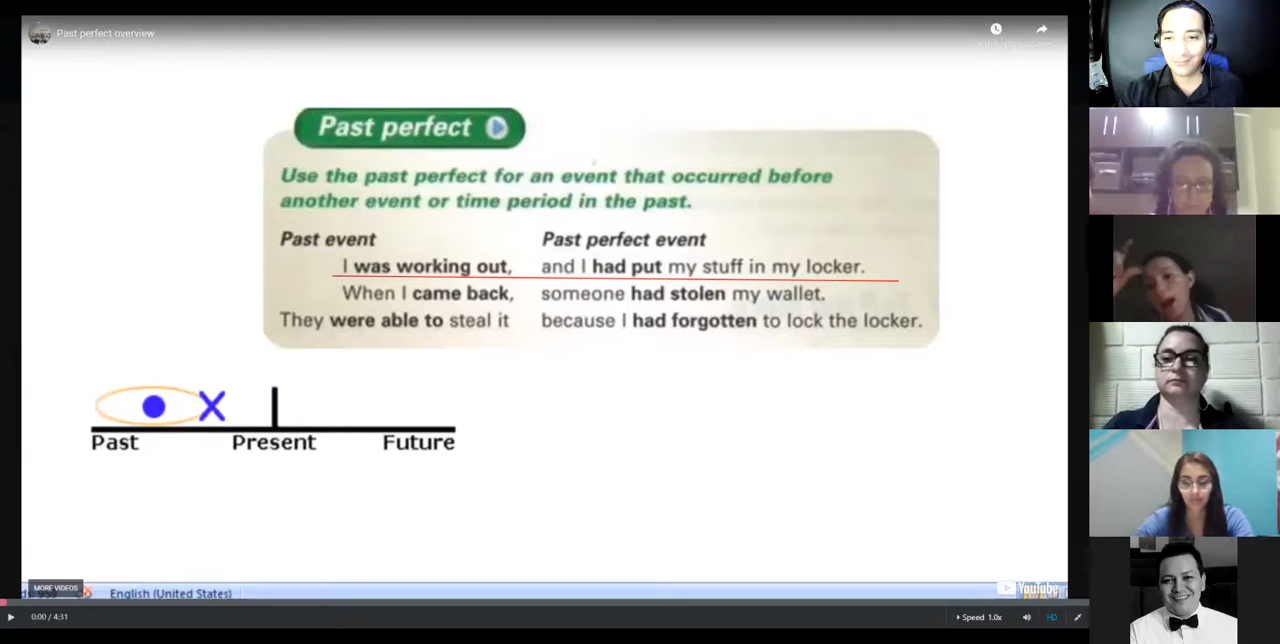 Past perfect overview
Past perfect
Use the past perfect for an event that occurred before
another event or time period in the past.
Past event Past perfect event
I was working out, and I had put my stuff in my locker.
When I came back, someone had stolen my wallet.
They were able to steal it because I had forgotten to lock the locker.
Past Present Future
MORE VIDEOS
English (United States)
YouTube
0:00 / 4:31
Speed 1.0x
HD